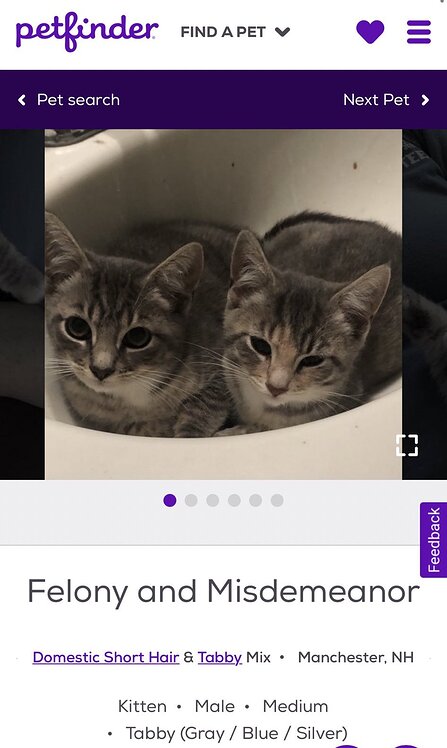 petfinder
FIND A PET
Pet search
Next Pet
Feedback
Felony and Misdemeanor
Domestic Short Hair & Tabby Mix • Manchester, NH
Kitten • Male • Medium
• Tabby (Gray / Blue / Silver)